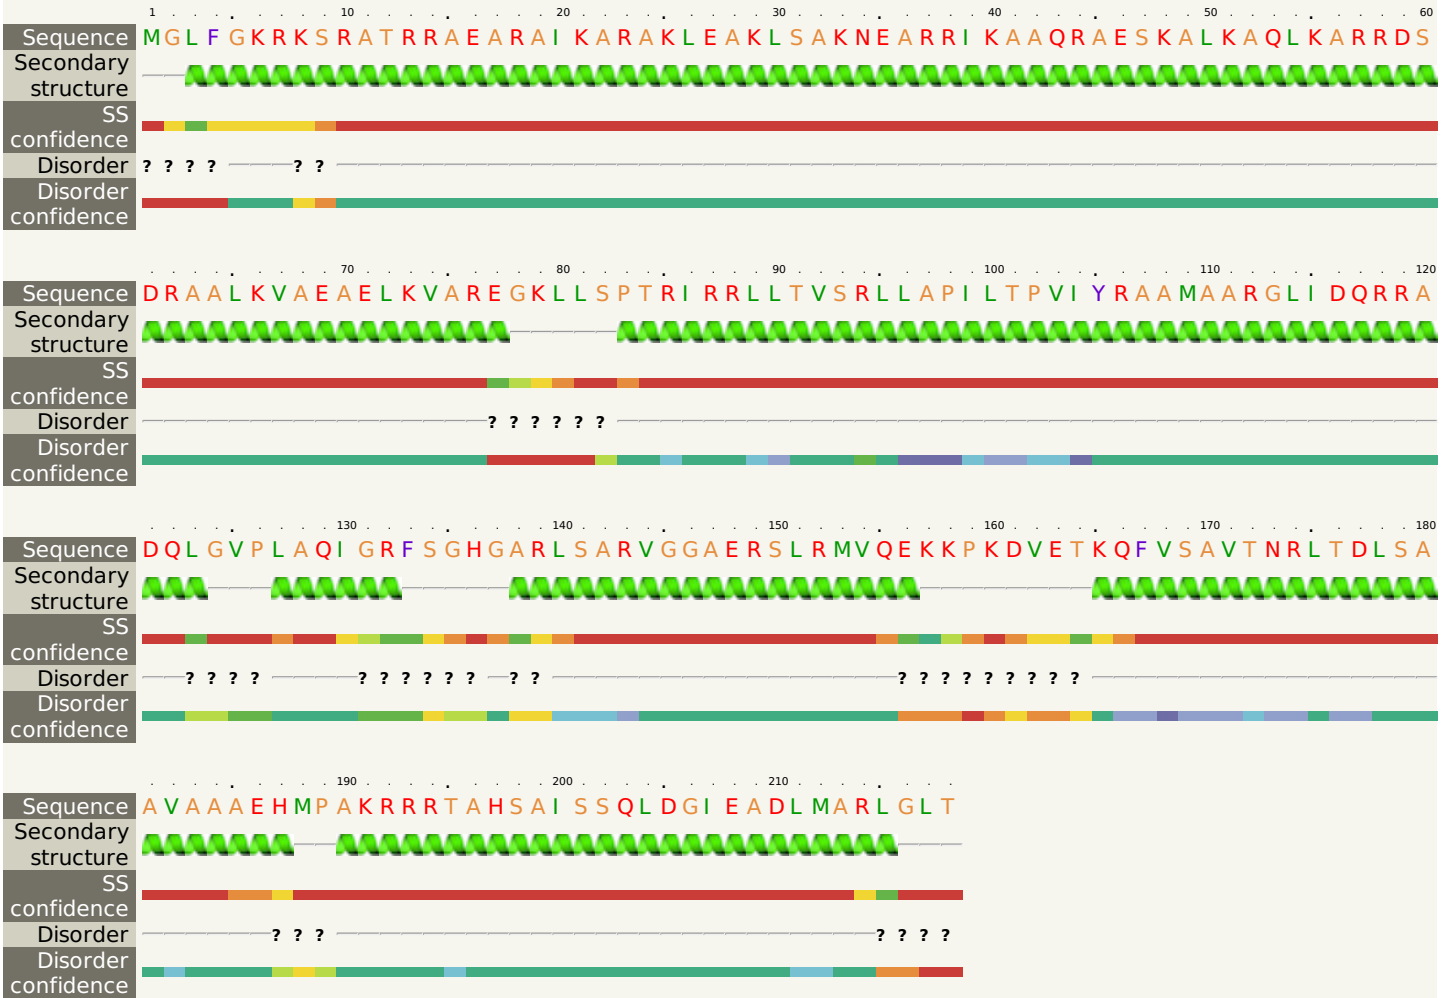 1 10 20 30 40 50 60
Sequence MGLFGKRKSRATRRAEARAIKARAKLEAKLSAKNEARRIKAAQRAESKALKAQLKARRDS
Secondary
structure
SS
confidence
Disorder ? ? ? ? ? ?
Disorder
confidence
70 80 90 100 110 120
Sequence DRAALKVAEAELKVAREGKLLSPTRIRRLLTVSRLLAPILTPVIYRAAMAARGLIDQRRA
Secondary
structure
SS
confidence
Disorder ? ? ? ? ? ?
Disorder
confidence
130 140 150 160 170 180
Sequence DQLGVPLAQIGRFSGHGARLSARVGGAERSLRMVQEKKPKDVETKQFVSAVTNRLTDLSA
Secondary
structure
SS
confidence
Disorder ? ? ? ? ? ? ? ? ? ? ? ? ? ? ? ? ? ? ? ? ?
Disorder
confidence
190 200 210
Sequence AVAAAEHMPAKRRRTAHSAISSQLDGIEADLMARLGLT
Secondary
structure
SS
confidence
Disorder ? ? ? ? ? ? ?
Disorder
confidence